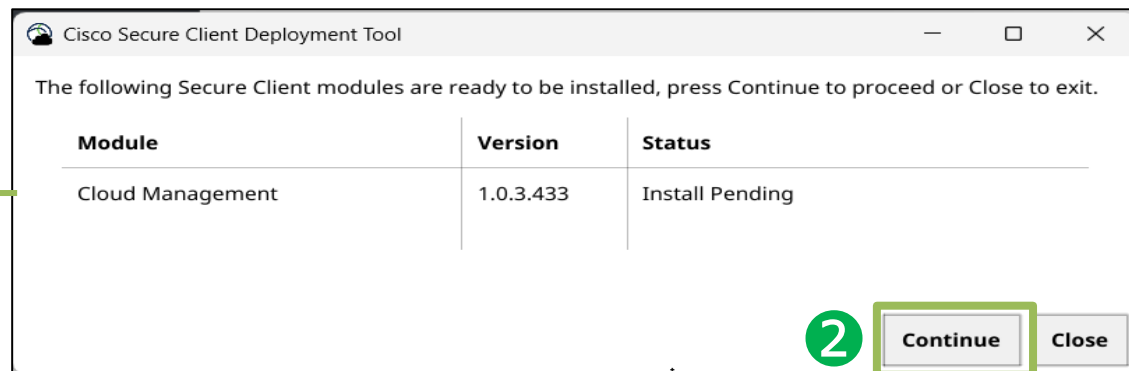 Cisco Secure Client Deployment Tool
The following Secure Client modules are ready to be installed, press Continue to proceed or Close to exit.
Module Version Status
Cloud Management 1.0.3.433 Install Pending
2 Continue Close